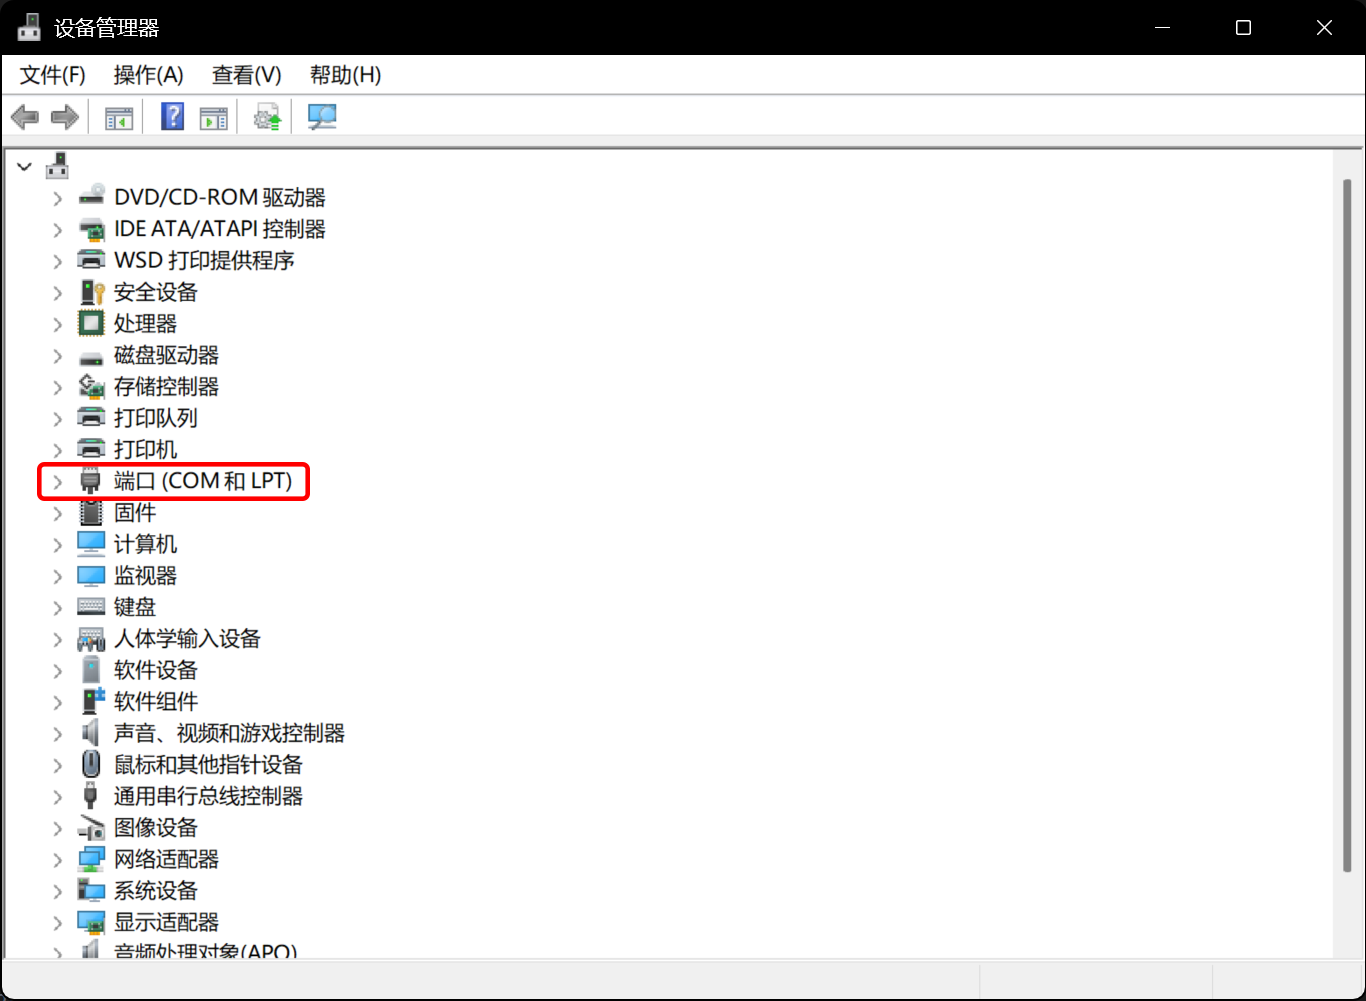 设备管理器
文件(F) 操作(A) 查看(V) 帮助(H)
DVD/CD-ROM 驱动器
IDE ATA/ATAPI 控制器
WSD 打印提供程序
安全设备
处理器
磁盘驱动器
存储控制器
打印队列
打印机
端口 (COM 和 LPT)
固件
计算机
监视器
键盘
人体学输入设备
软件设备
软件组件
声音、视频和游戏控制器
鼠标和其他指针设备
通用串行总线控制器
图像设备
网络适配器
系统设备
显示适配器
音频处理对象(APO)